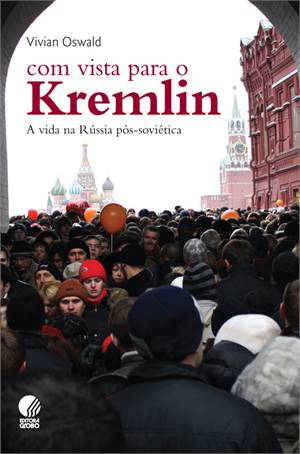 Vivian Oswald
com vista para o
Kremlin
A vida na Rússia pós-soviética
EDITORA
GLOBO